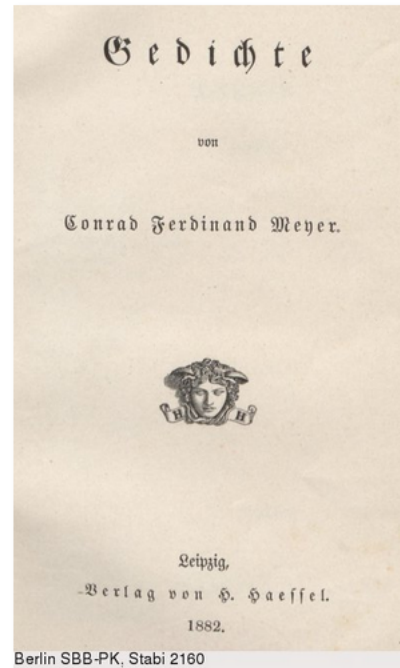 Gedichte
von
Conrad Ferdinand Meyer.
H H
Leipzig,
Verlag von H. Haessel.
1882.
Berlin SBB-PK, Stabi 2160